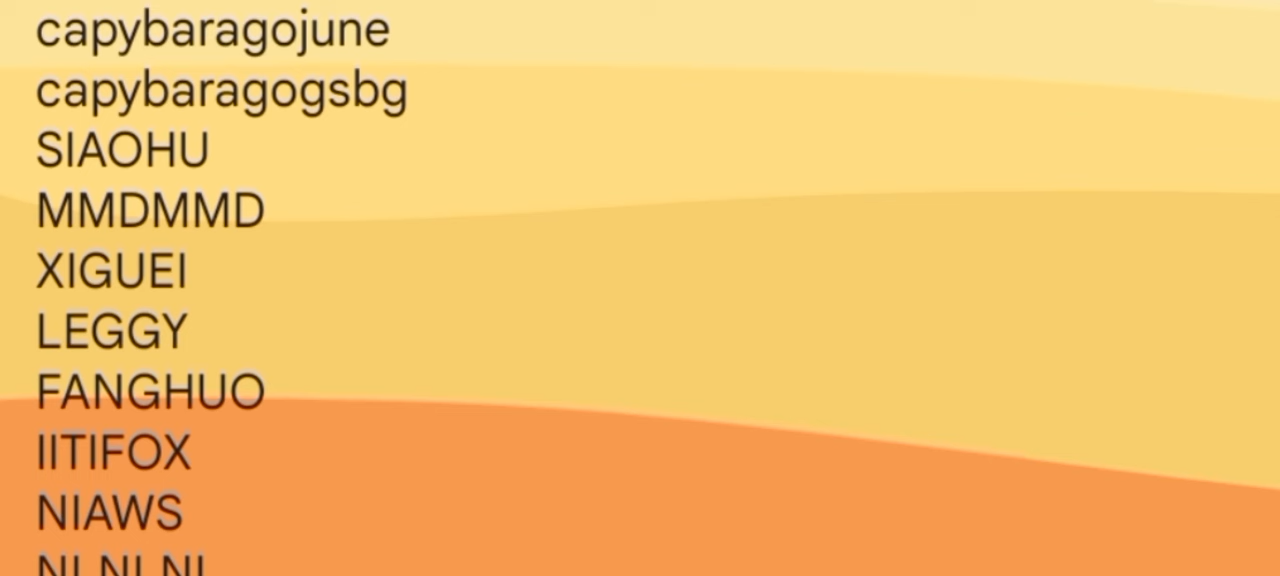 capybaragojune
capybaragogsbg
SIAOHU
MMDMMD
XIGUEI
LEGGY
FANGHUO
IITIFOX
NIAWS